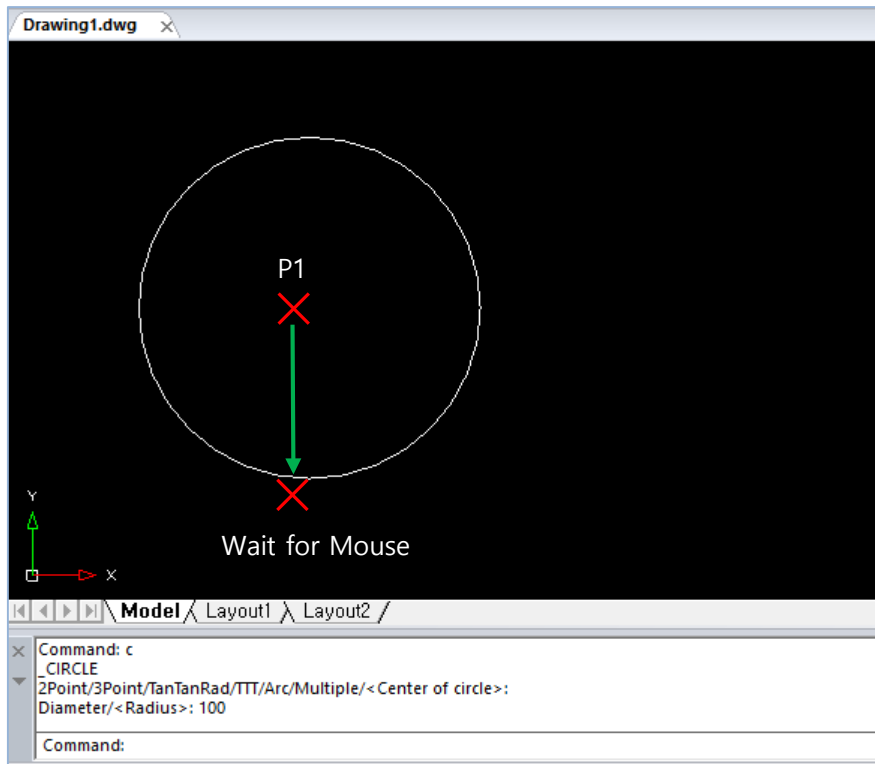 Drawing1.dwg
P1
Wait for Mouse
Y
X
Model Layout1 Layout2
Command: c
_CIRCLE
2Point/3Point/TanTanRad/TTT/Arc/Multiple/<Center of circle>:
Diameter/<Radius>: 100
Command: